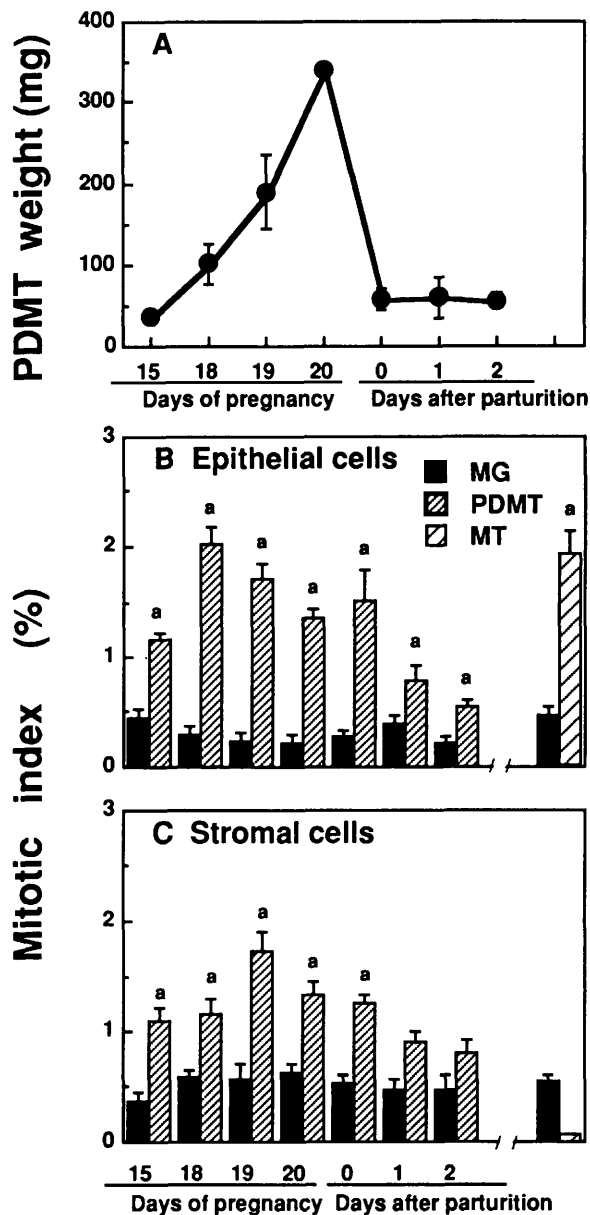 PDMT weight (mg)
400
300
200
100
0
A
15 18 19 20 0 1 2
Days of pregnancy Days after parturition
Mitotic index (%)
3
2
1
0
B Epithelial cells
MG
PDMT
MT
a a a a a a a a
3
2
1
0
C Stromal cells
a a a a a
15 18 19 20 0 1 2
Days of pregnancy Days after parturition